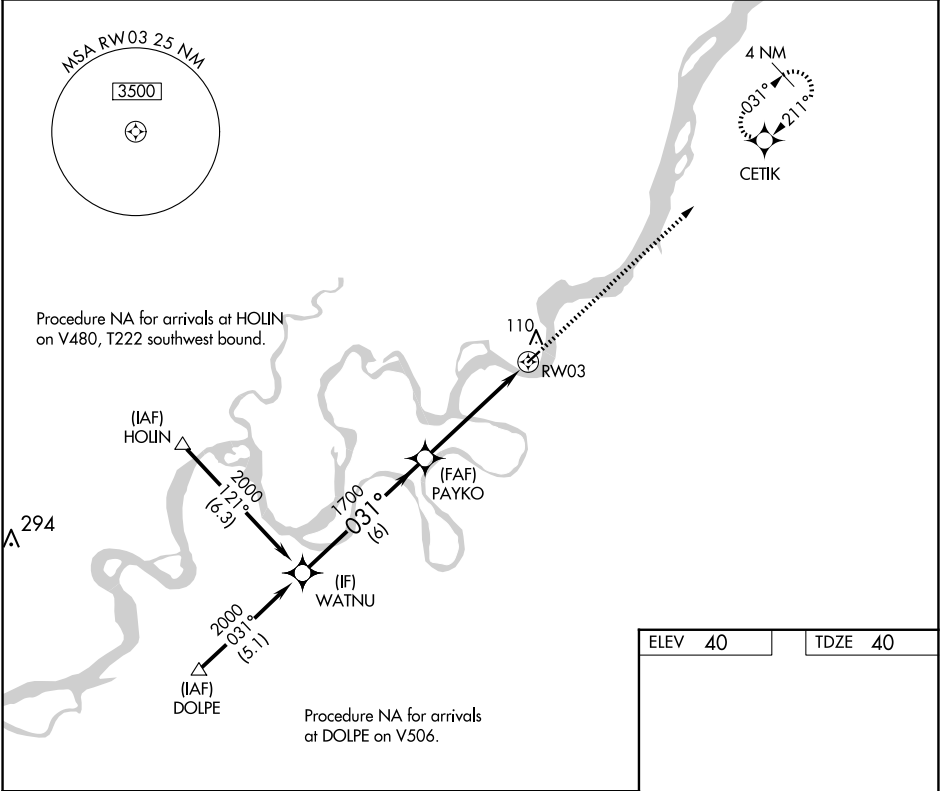 MSA RW03 25 NM
3500
4 NM
031°
211°
CETIK
Procedure NA for arrivals at HOLIN
on V480, T222 southwest bound.
110
RW03
(IAF)
HOLIN
2000
121°
(6.3)
(FAF)
PAYKO
1700
031°
(6)
294
(IF)
WATNU
2000
031°
(5.1)
(IAF)
DOLPE
Procedure NA for arrivals
at DOLPE on V506.
ELEV 40
TDZE 40